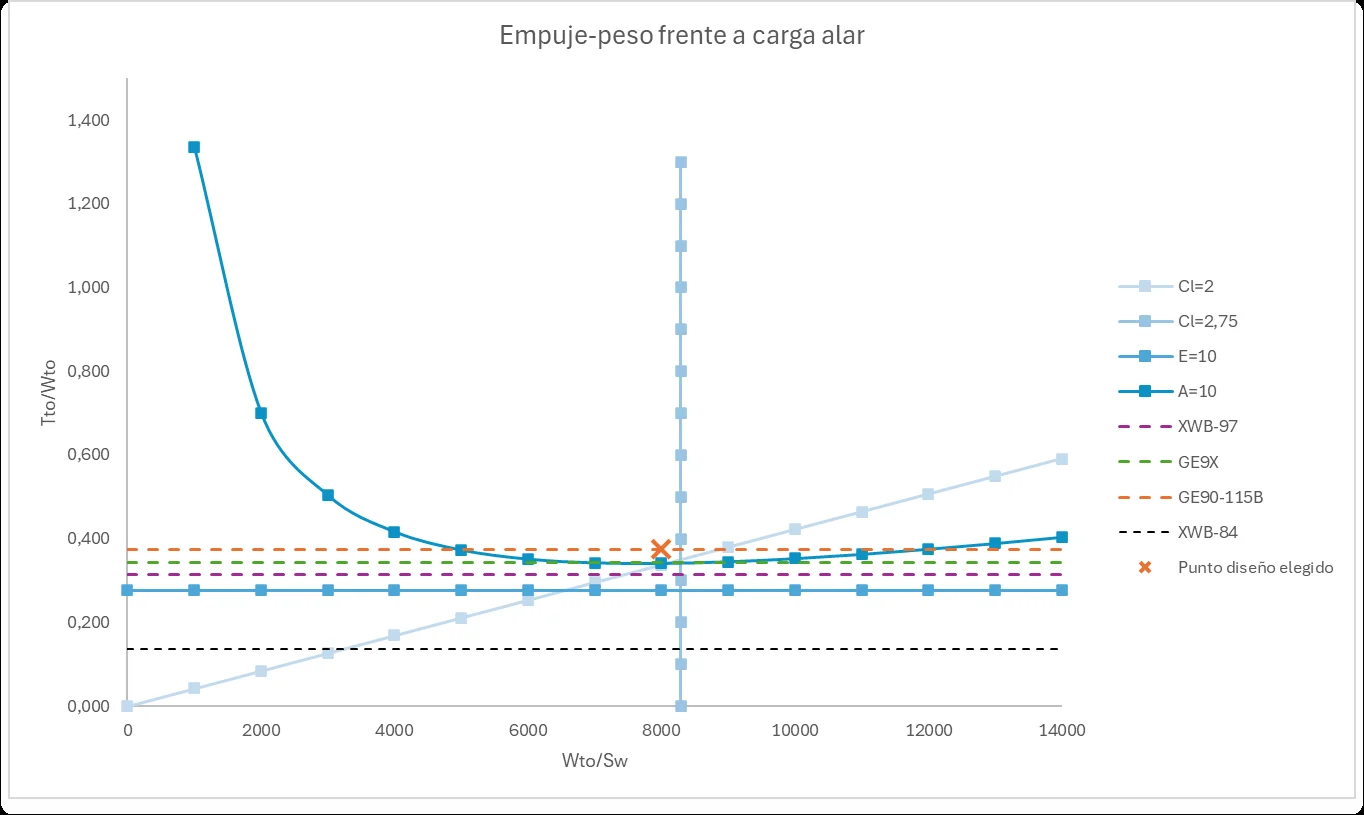 Empuje-peso frente a carga alar
1,400
1,200
1,000
0,800
0,600
0,400
0,200
0,000
Tto/Wto
0 2000 4000 6000 8000 10000 12000 14000
Wto/Sw
Cl=2
Cl=2,75
E=10
A=10
XWB-97
GE9X
GE90-115B
XWB-84
Punto diseño elegido